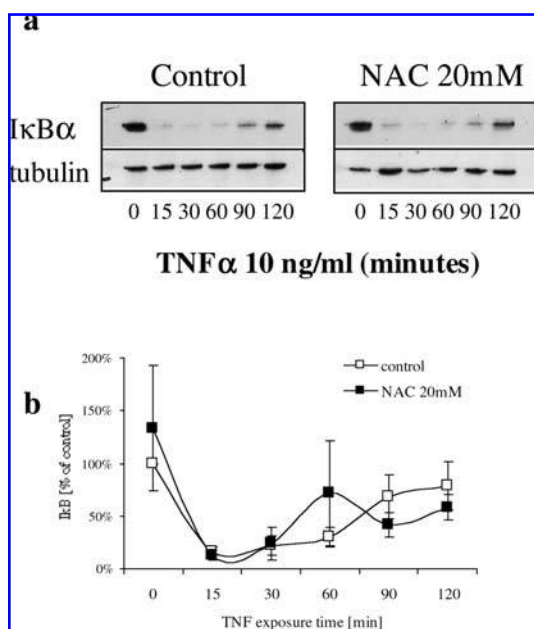 a
Control NAC 20mM
IκBα
tubulin
0 15 30 60 90 120 0 15 30 60 90 120
TNFα 10 ng/ml (minutes)
b
200%
150%
100%
50%
0%
IκB [% of control]
control
NAC 20mM
0 15 30 60 90 120
TNF exposure time [min]